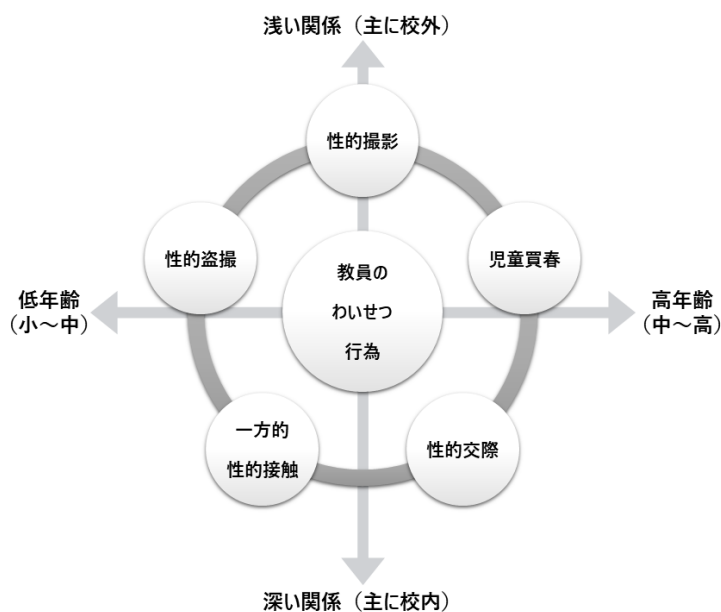 浅い関係（主に校外）
性的撮影
性的盗撮
児童買春
教員の
わいせつ
行為
低年齢
（小～中）
高年齢
（中～高）
一方的
性的接触
性的交際
深い関係（主に校内）